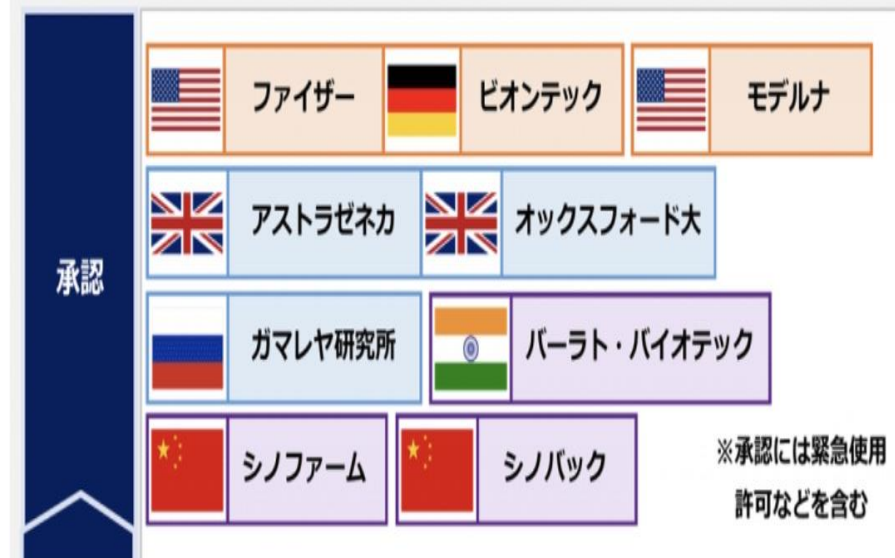 ファイザー ビオンテック モデルナ
アストラゼネカ オックスフォード大
承認
ガマレヤ研究所 バーラト・バイオテック
シノファーム シノバック
※承認には緊急使用
許可などを含む